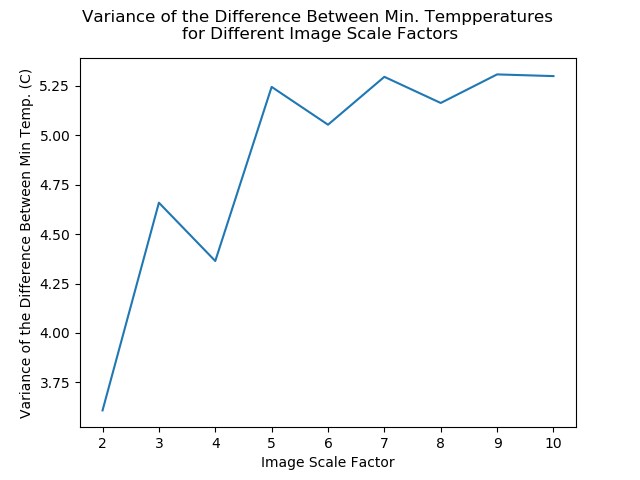 Variance of the Difference Between Min. Tempperatures
for Different Image Scale Factors
Variance of the Difference Between Min Temp. (C)
5.25
5.00
4.75
4.50
4.25
4.00
3.75
2 3 4 5 6 7 8 9 10
Image Scale Factor